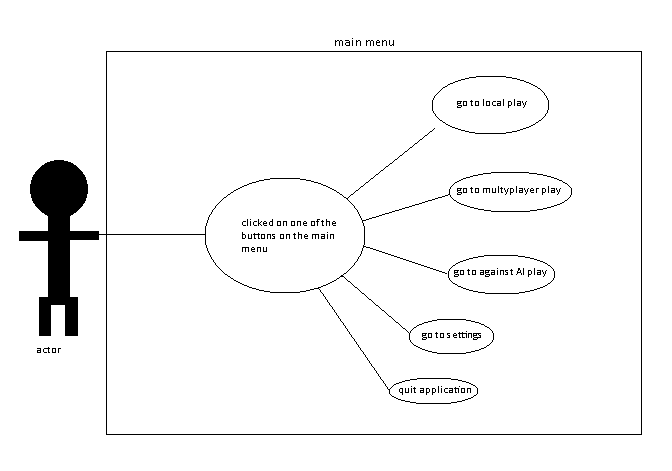 main menu
go to local play
go to multyplayer play
clicked on one of the
buttons on the main
menu
go to against AI play
go to settings
actor
quit application